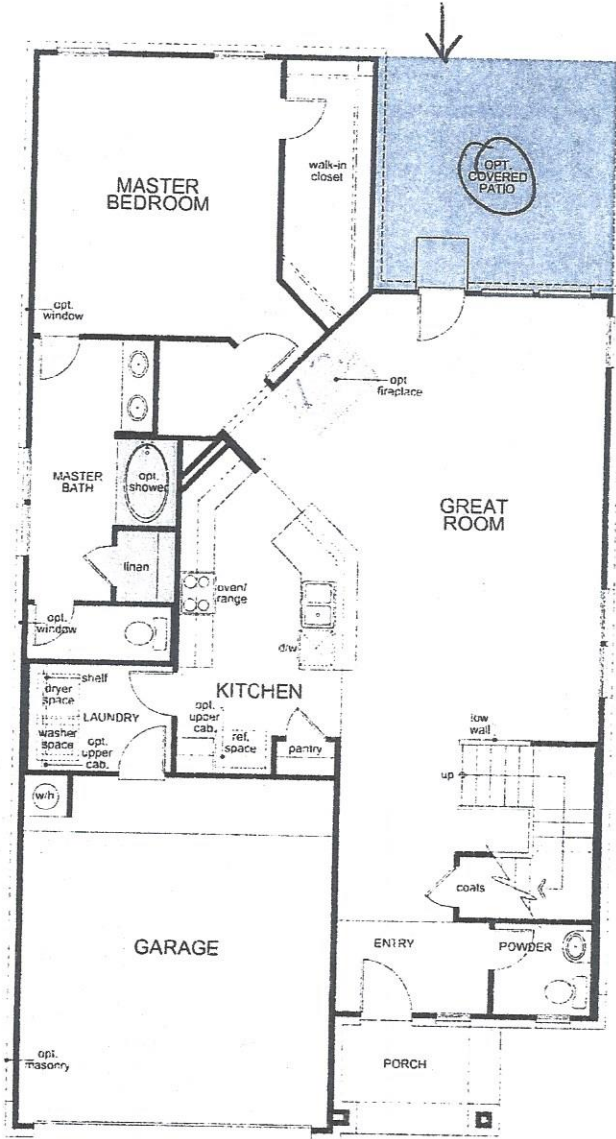 OPT.
COVERED
PATIO
walk-in
closet
MASTER
BEDROOM
opt.
window
opt
fireplace
MASTER
BATH
opt.
shower
GREAT
ROOM
linen
oven/
range
opt.
window
d/w
shelf
dryer
space
KITCHEN
LAUNDRY
opt.
upper
cab.
washer
space
opt.
upper
cab.
ref.
space
pantry
low
wall
up
w/h
coats
GARAGE
ENTRY
POWDER
opt.
masonry
PORCH